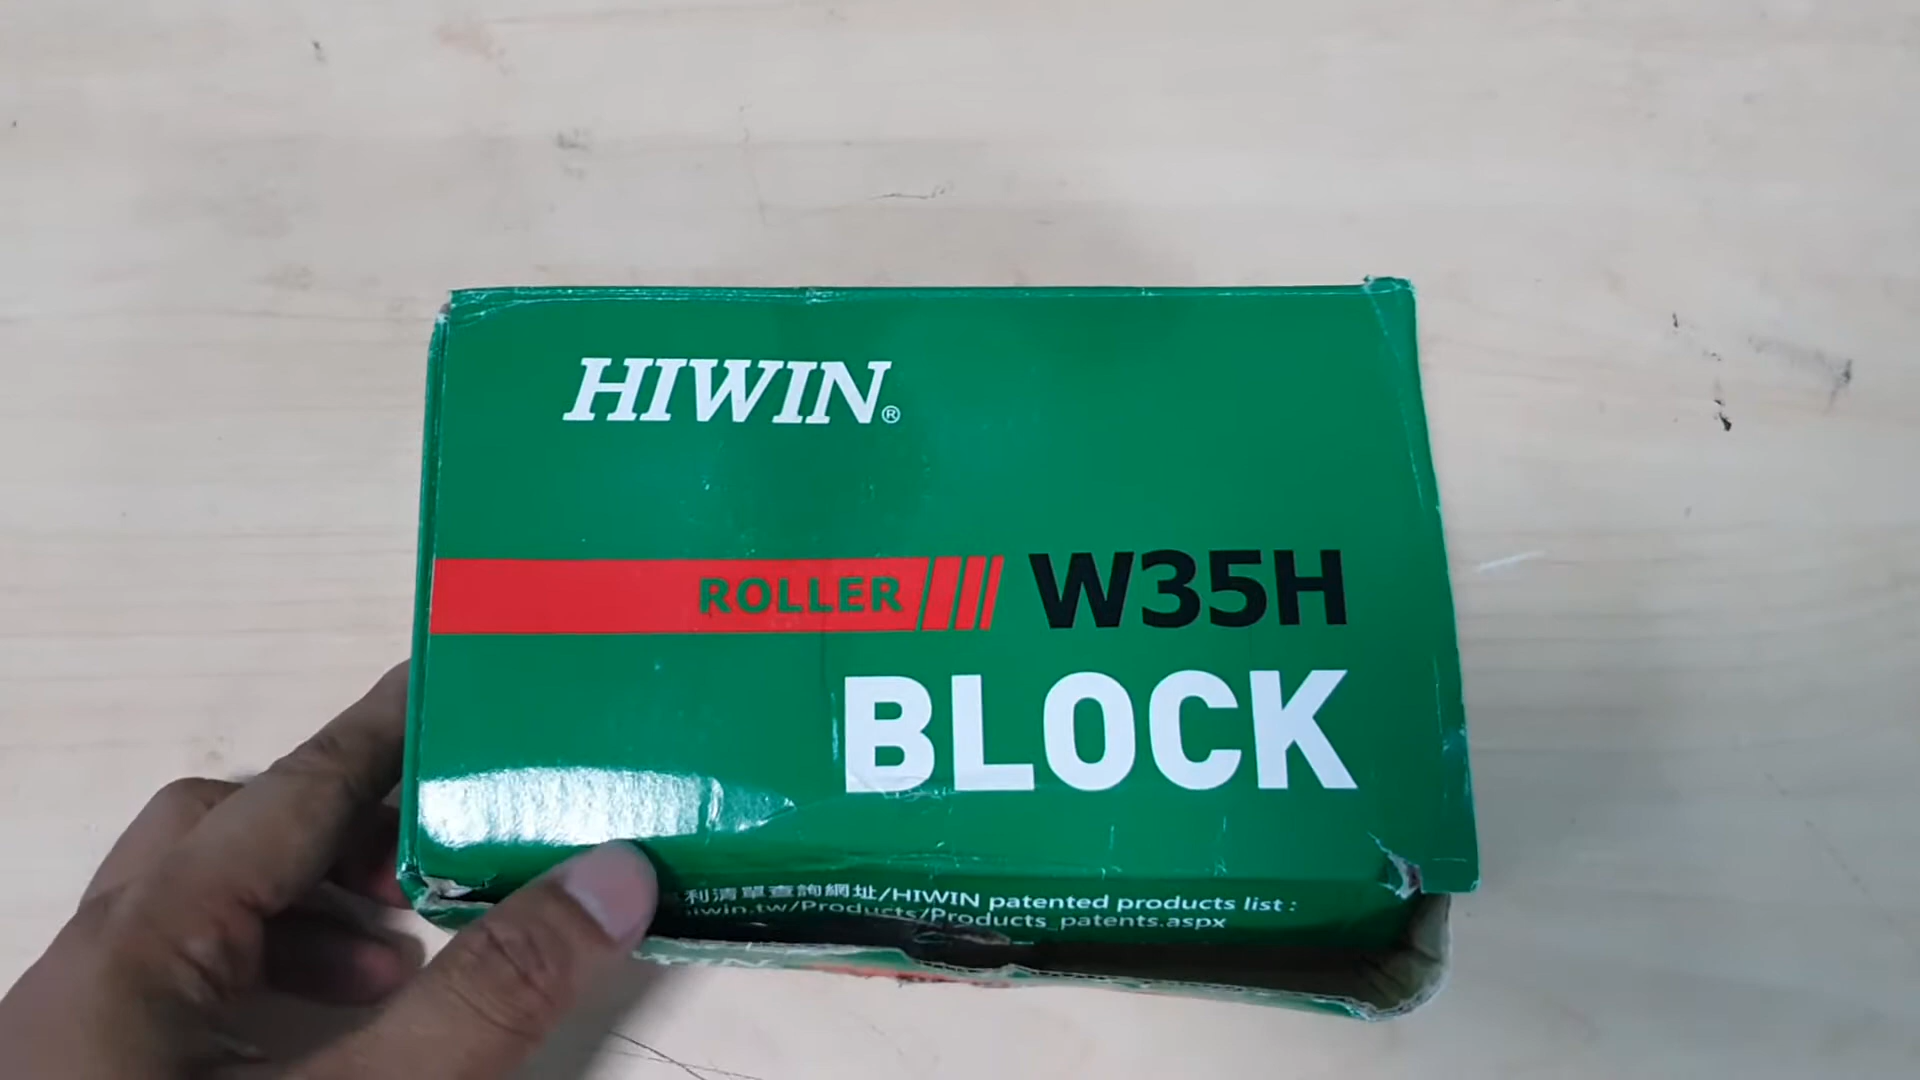 HIWIN®
ROLLER W35H
BLOCK
利清單查詢網址/HIWIN patented products list :
iwin.tw/Products/Products_patents.aspx